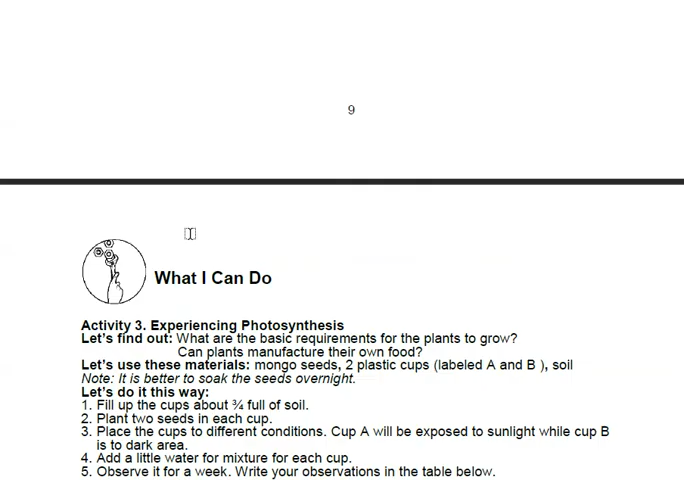 9
What I Can Do
Activity 3. Experiencing Photosynthesis
Let's find out: What are the basic requirements for the plants to grow?
Can plants manufacture their own food?
Let's use these materials: mongo seeds, 2 plastic cups (labeled A and B ), soil
Note: It is better to soak the seeds overnight.
Let's do it this way:
1. Fill up the cups about ¾ full of soil.
2. Plant two seeds in each cup.
3. Place the cups to different conditions. Cup A will be exposed to sunlight while cup B
is to dark area.
4. Add a little water for mixture for each cup.
5. Observe it for a week. Write your observations in the table below.